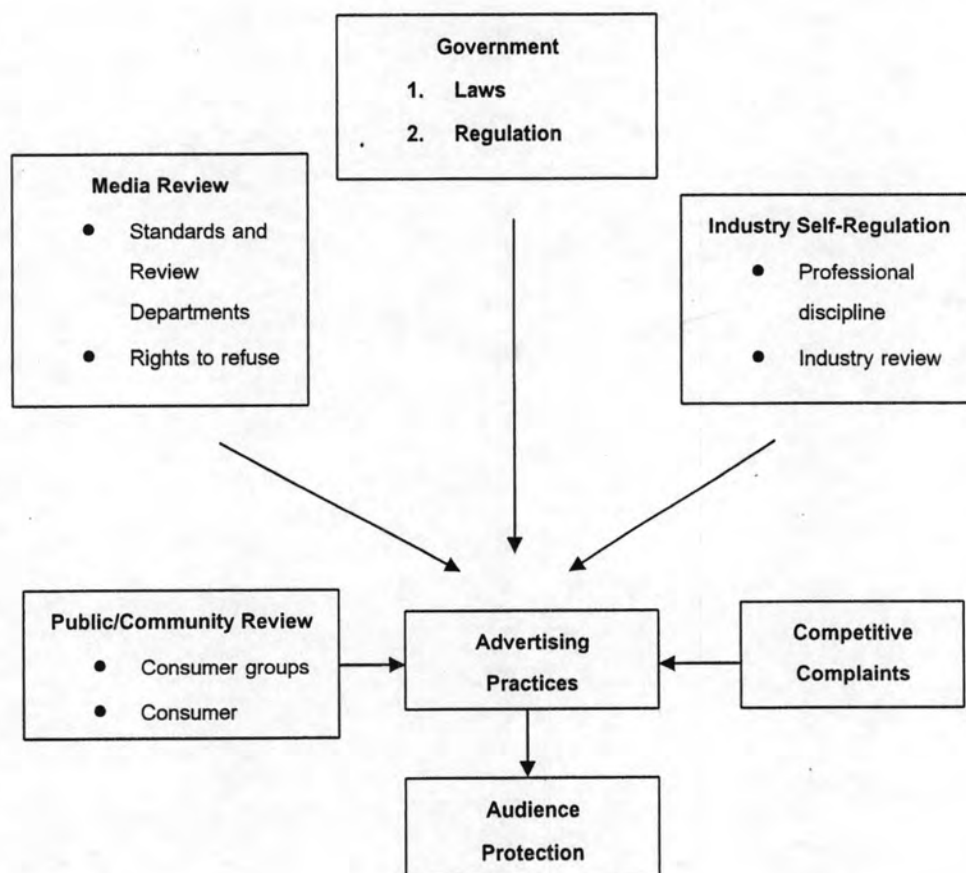 Government
1. Laws
2. Regulation
Media Review
● Standards and
Review
Departments
● Rights to refuse
Industry Self-Regulation
● Professional
discipline
● Industry review
Public/Community Review
● Consumer groups
● Consumer
Advertising
Practices
Competitive
Complaints
Audience
Protection